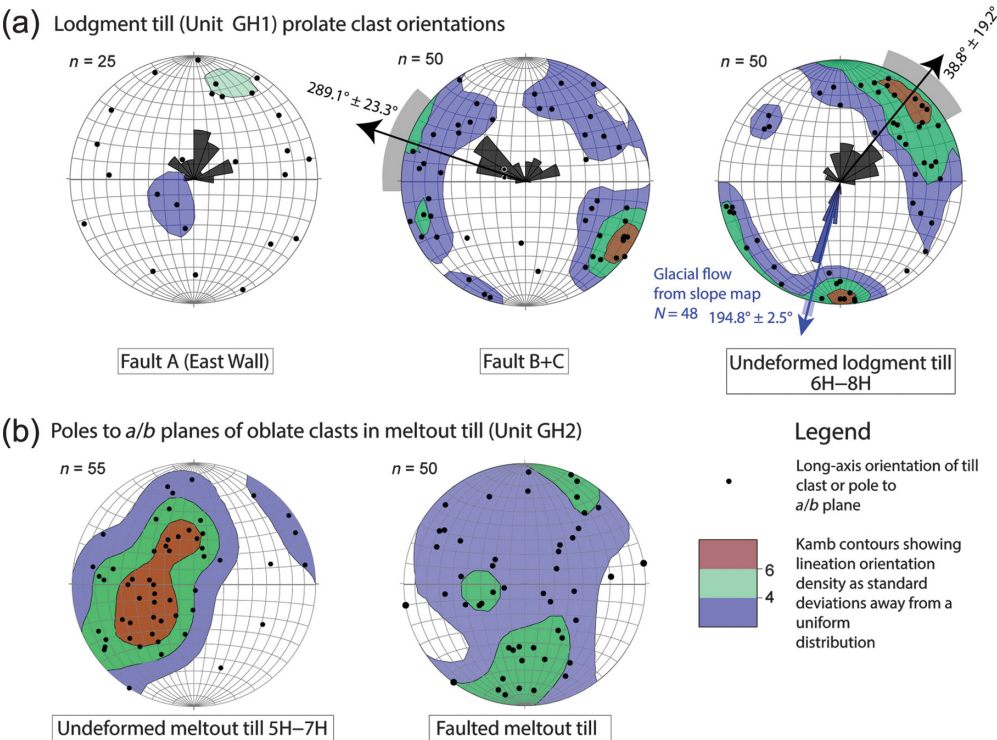 (a) Lodgment till (Unit GH1) prolate clast orientations
n = 25
n = 50
289.1° ± 23.3°
n = 50
38.8° ± 19.2°
Glacial flow
from slope map
N = 48 194.8° ± 2.5°
Fault A (East Wall)
Fault B+C
Undeformed lodgment till
6H–8H
(b) Poles to a/b planes of oblate clasts in meltout till (Unit GH2)
n = 55
n = 50
Undeformed meltout till 5H–7H
Faulted meltout till
Legend
Long-axis orientation of till
clast or pole to
a/b plane
6
4
Kamb contours showing
lineation orientation
density as standard
deviations away from a
uniform
distribution